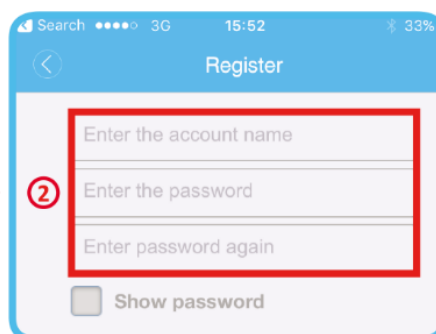 Search 3G 15:52 33%
Register
Enter the account name
② Enter the password
Enter password again
Show password